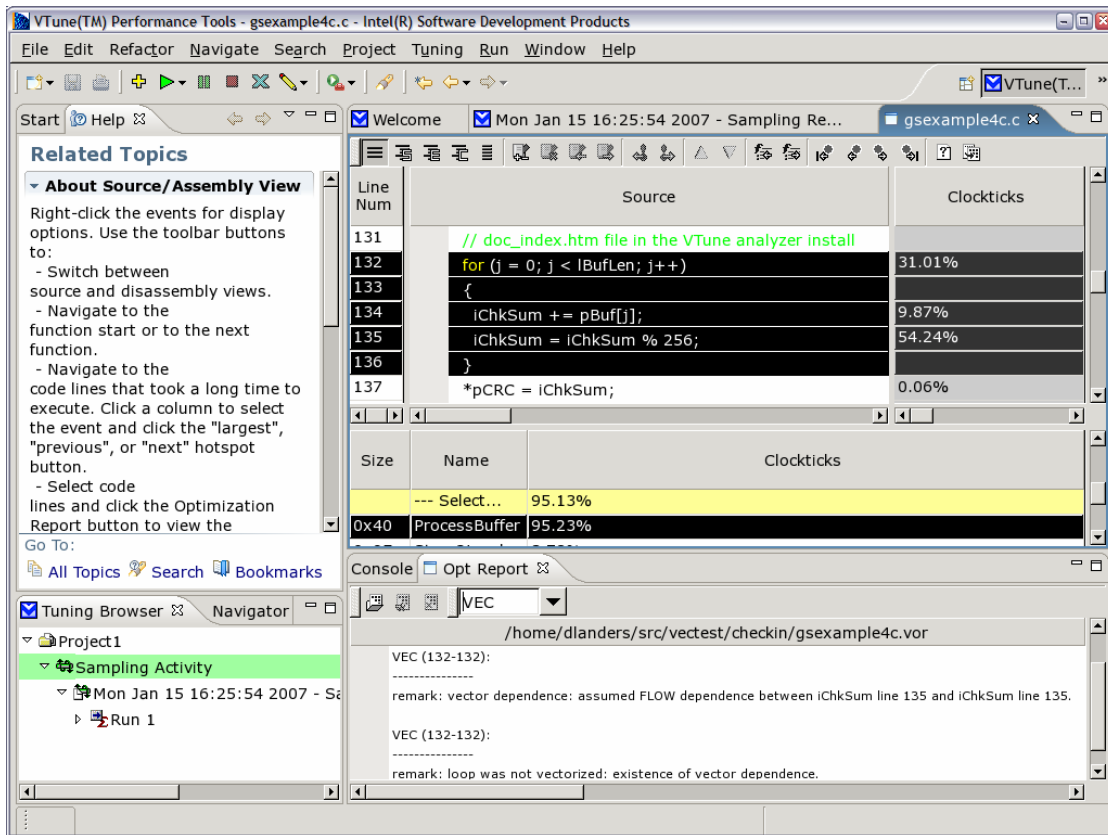 VTune(TM) Performance Tools - gsexample4c.c - Intel(R) Software Development Products
File Edit Refactor Navigate Search Project Tuning Run Window Help
VTune(T... »
Start Help
Related Topics
About Source/Assembly View
Right-click the events for display
options. Use the toolbar buttons
to:
- Switch between
source and disassembly views.
- Navigate to the
function start or to the next
function.
- Navigate to the
code lines that took a long time to
execute. Click a column to select
the event and click the "largest",
"previous", or "next" hotspot
button.
- Select code
lines and click the Optimization
Report button to view the
Go To:
All Topics Search Bookmarks
Tuning Browser Navigator
Project1
Sampling Activity
Mon Jan 15 16:25:54 2007 - Sa
Run 1
Welcome Mon Jan 15 16:25:54 2007 - Sampling Re... gsexample4c.c
Line Num Source Clockticks
131 // doc_index.htm file in the VTune analyzer install
132 for (j = 0; j < lBufLen; j++) 31.01%
133 {
134 iChkSum += pBuf[j]; 9.87%
135 iChkSum = iChkSum % 256; 54.24%
136 }
137 *pCRC = iChkSum; 0.06%
Size Name Clockticks
--- Select... 95.13%
0x40 ProcessBuffer 95.23%
Console Opt Report
VEC
/home/dlanders/src/vectest/checkin/gsexample4c.vor
VEC (132-132):
---------------
remark: vector dependence: assumed FLOW dependence between iChkSum line 135 and iChkSum line 135.
VEC (132-132):
---------------
remark: loop was not vectorized: existence of vector dependence.